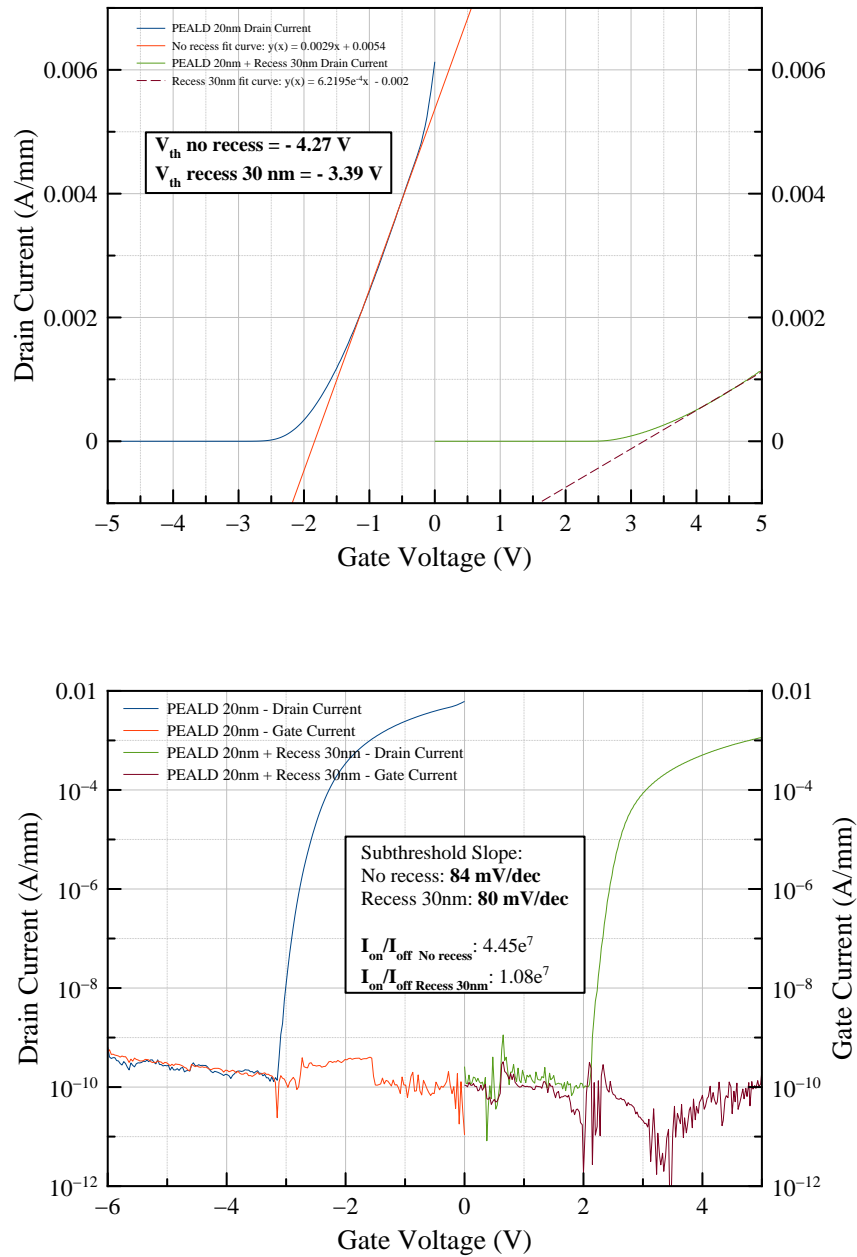 PEALD 20nm Drain Current
No recess fit curve: y(x) = 0.0029x + 0.0054
PEALD 20nm + Recess 30nm Drain Current
Recess 30nm fit curve: y(x) = 6.2195e⁻⁴x - 0.002
V_th no recess = - 4.27 V
V_th recess 30 nm = - 3.39 V
Drain Current (A/mm)
0.006
0.004
0.002
0
0.006
0.004
0.002
0
−5 −4 −3 −2 −1 0 1 2 3 4 5
Gate Voltage (V)
PEALD 20nm - Drain Current
PEALD 20nm - Gate Current
PEALD 20nm + Recess 30nm - Drain Current
PEALD 20nm + Recess 30nm - Gate Current
Subthreshold Slope:
No recess: 84 mV/dec
Recess 30nm: 80 mV/dec
I_on/I_off No recess: 4.45e⁷
I_on/I_off Recess 30nm: 1.08e⁷
Drain Current (A/mm)
0.01
10⁻⁴
10⁻⁶
10⁻⁸
10⁻¹⁰
10⁻¹²
0.01
10⁻⁴
10⁻⁶
10⁻⁸
10⁻¹⁰
10⁻¹²
Gate Current (A/mm)
−6 −4 −2 0 2 4
Gate Voltage (V)